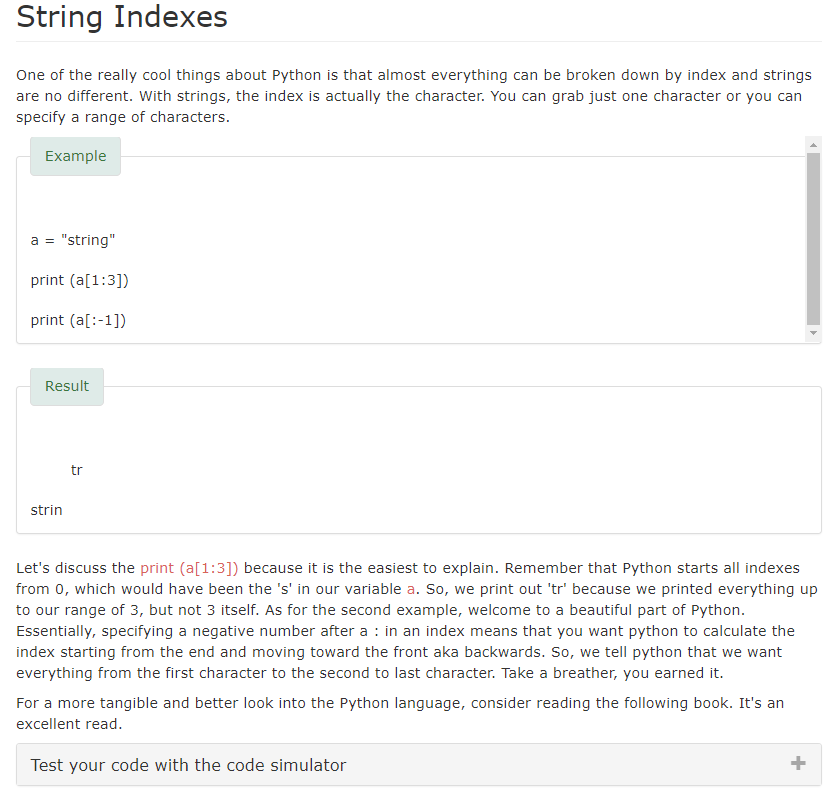 String Indexes
One of the really cool things about Python is that almost everything can be broken down by index and strings
are no different. With strings, the index is actually the character. You can grab just one character or you can
specify a range of characters.
Example
a = "string"
print (a[1:3])
print (a[:-1])
Result
tr
strin
Let's discuss the print (a[1:3]) because it is the easiest to explain. Remember that Python starts all indexes
from 0, which would have been the 's' in our variable a. So, we print out 'tr' because we printed everything up
to our range of 3, but not 3 itself. As for the second example, welcome to a beautiful part of Python.
Essentially, specifying a negative number after a : in an index means that you want python to calculate the
index starting from the end and moving toward the front aka backwards. So, we tell python that we want
everything from the first character to the second to last character. Take a breather, you earned it.
For a more tangible and better look into the Python language, consider reading the following book. It's an
excellent read.
Test your code with the code simulator